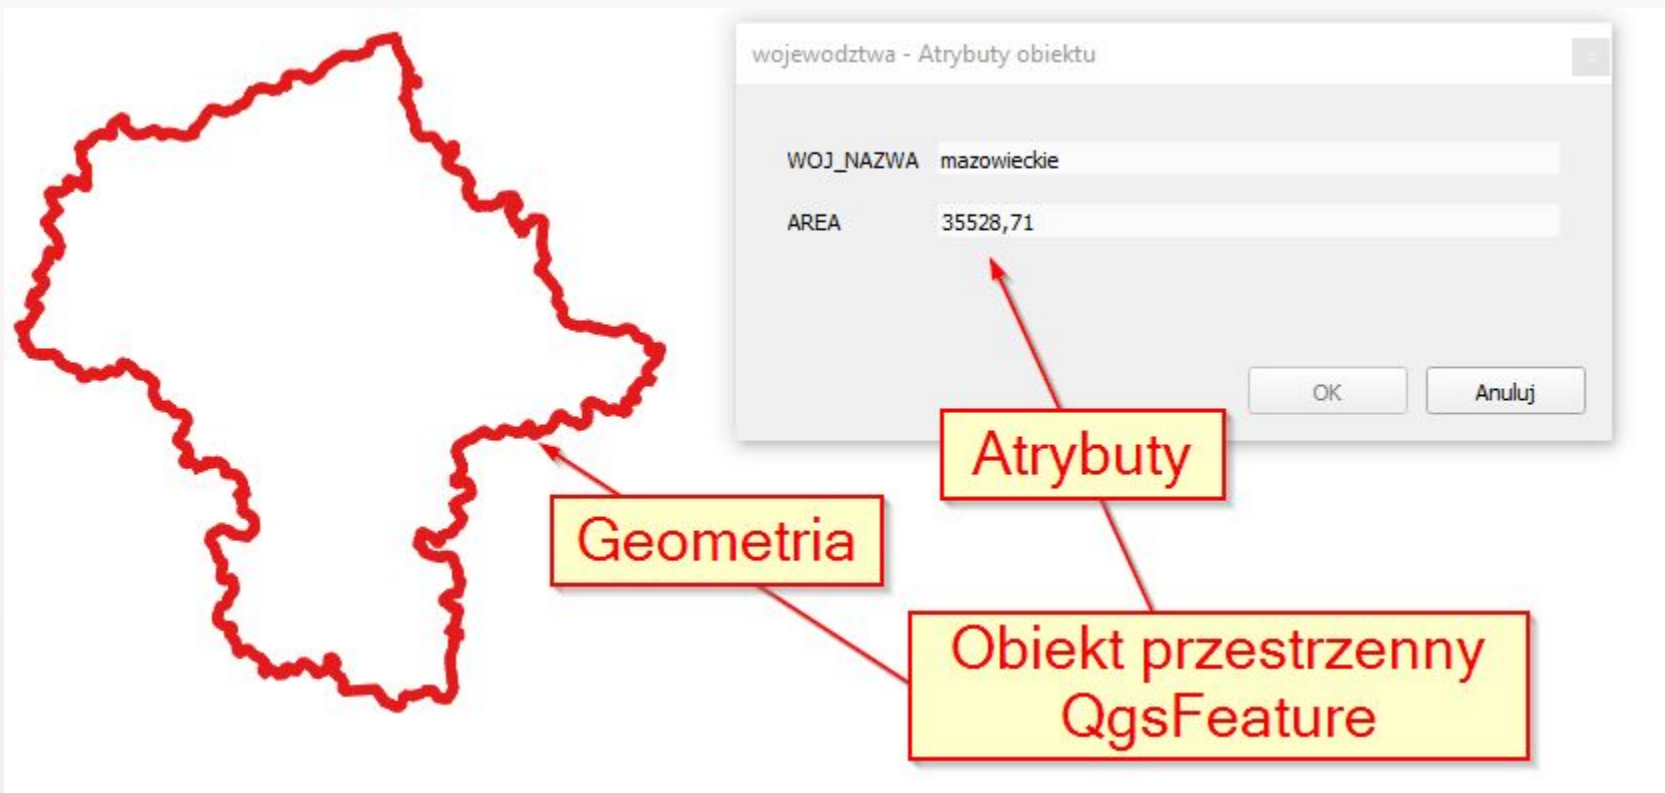 wojewodztwa - Atrybuty obiektu
WOJ_NAZWA mazowieckie
AREA 35528,71
OK Anuluj
Atrybuty
Geometria
Obiekt przestrzenny
QgsFeature